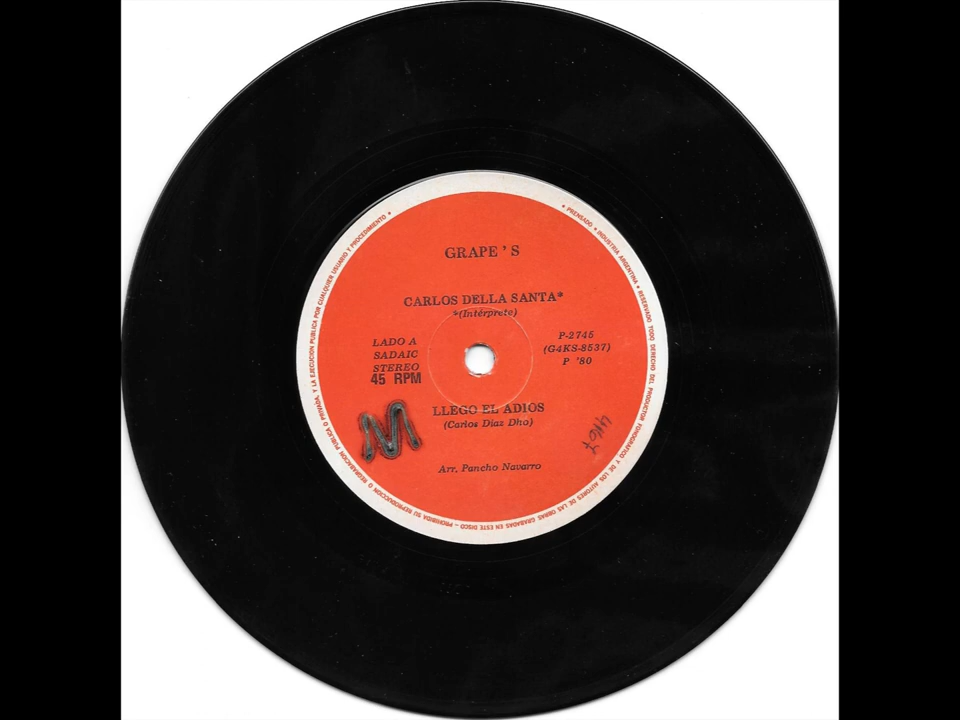 GRAPE ' S
CARLOS DELLA SANTA*
*(Intérprete)
LADO A
SADAIC
STEREO
45 RPM
P-2745
(G4KS-8537)
P '80
LLEGO EL ADIOS
(Carlos Díaz Dho)
Arr. Pancho Navarro
M
• PRENSADO • INDUSTRIA ARGENTINA • RESERVADO TODO DERECHO DEL PRODUCTOR FONOGRAFICO Y DE LOS AUTORES DE LAS OBRAS GRABADAS EN ESTE DISCO – PROHIBIDA SU REPRODUCCION O REGRABACION PUBLICA O PRIVADA, Y LA EJECUCION PUBLICA POR CUALQUIER USUARIO Y PROCEDIMIENTO •